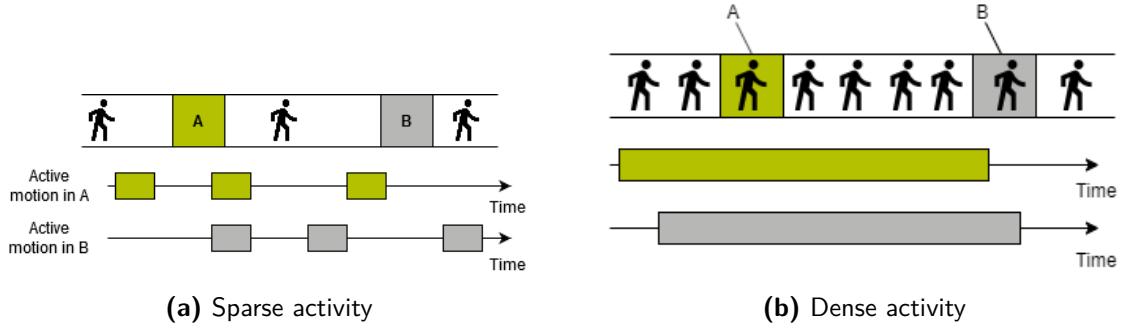 A
B
A
B
Active
motion in A
Time
Active
motion in B
Time
Time
Time
(a) Sparse activity
(b) Dense activity